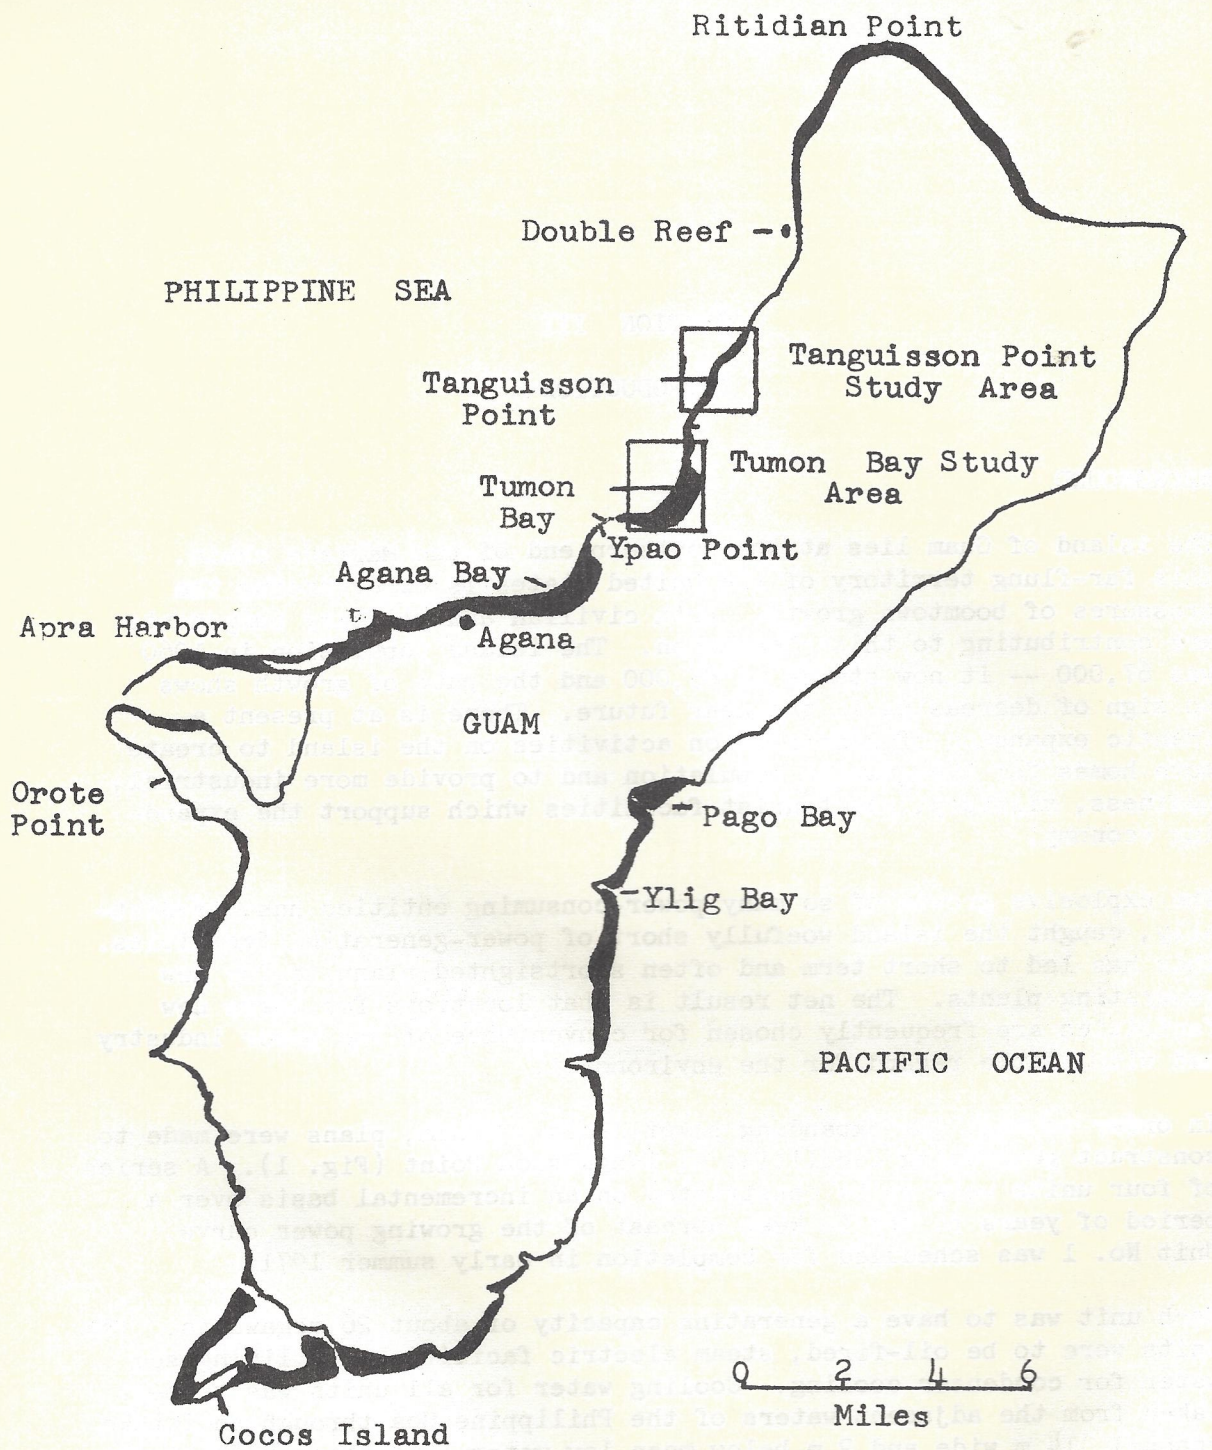 Ritidian Point
Double Reef
PHILIPPINE SEA
Tanguisson Point
Study Area
Tanguisson
Point
Tumon Bay Study
Area
Tumon
Bay
Ypao Point
Agana Bay
Apra Harbor
Agana
GUAM
Orote
Point
Pago Bay
Ylig Bay
PACIFIC OCEAN
0 2 4 6
Miles
Cocos Island